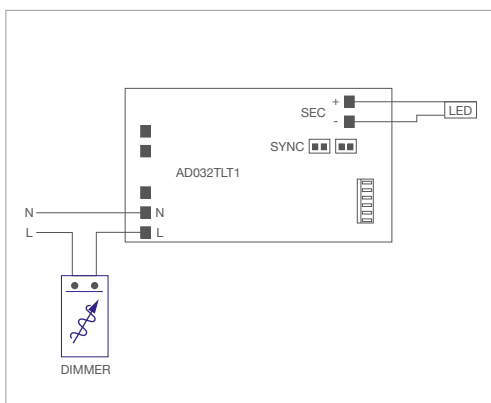 +
SEC
LED
-
SYNC
AD032TLT1
N
N
L
L
DIMMER